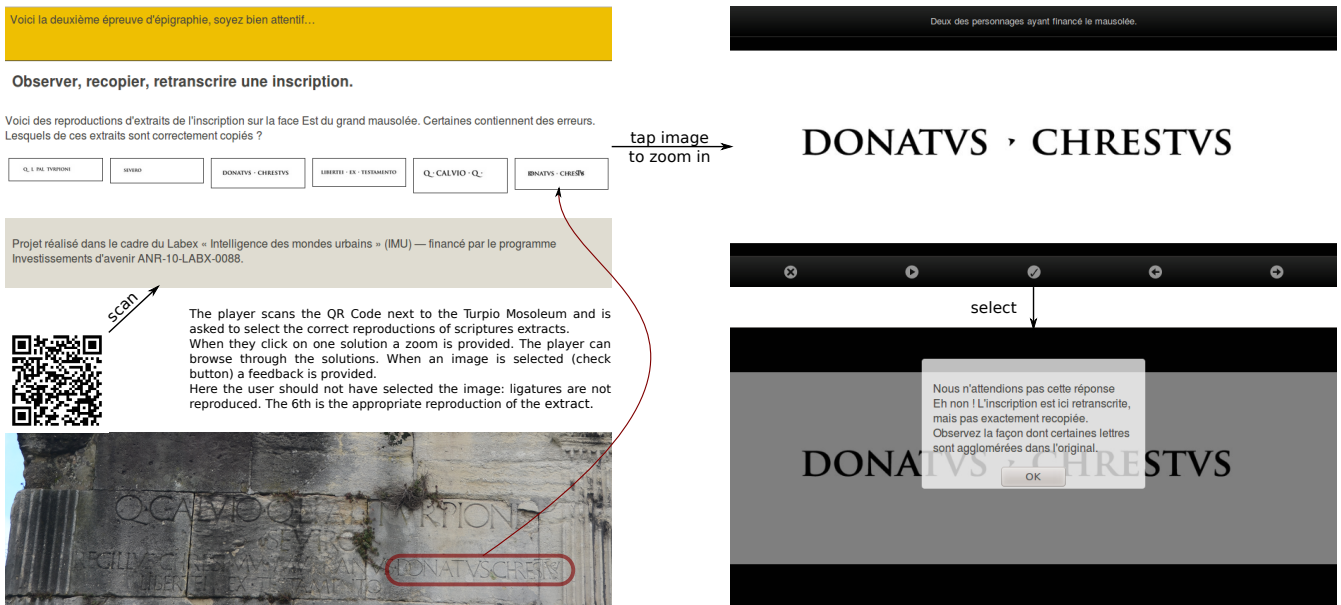 Voici la deuxième épreuve d'épigraphie, soyez bien attentif...
Observer, recopier, retranscrire une inscription.
Voici des reproductions d'extraits de l'inscription sur la face Est du grand mausolée. Certaines contiennent des erreurs.
Lesquels de ces extraits sont correctement copiés ?
Q. L PAL TVRPIONI
SEVERO
DONATVS · CHRESTVS
LIBERTEI · EX · TESTAMENTO
Q · CALVIO · Q ·
Projet réalisé dans le cadre du Labex « Intelligence des mondes urbains » (IMU) — financé par le programme
Investissements d'avenir ANR-10-LABX-0088.
scan
The player scans the QR Code next to the Turpio Mosoleum and is
asked to select the correct reproductions of scriptures extracts.
When they click on one solution a zoom is provided. The player can
browse through the solutions. When an image is selected (check
button) a feedback is provided.
Here the user should not have selected the image: ligatures are not
reproduced. The 6th is the appropriate reproduction of the extract.
DONATVS CHREST
tap image
to zoom in
Deux des personnages ayant financé le mausolée.
DONATVS · CHRESTVS
select
Nous n'attendions pas cette réponse
Eh non ! L'inscription est ici retranscrite,
mais pas exactement recopiée.
Observez la façon dont certaines lettres
sont agglomérées dans l'original.
OK
DONATVS · CHRESTVS